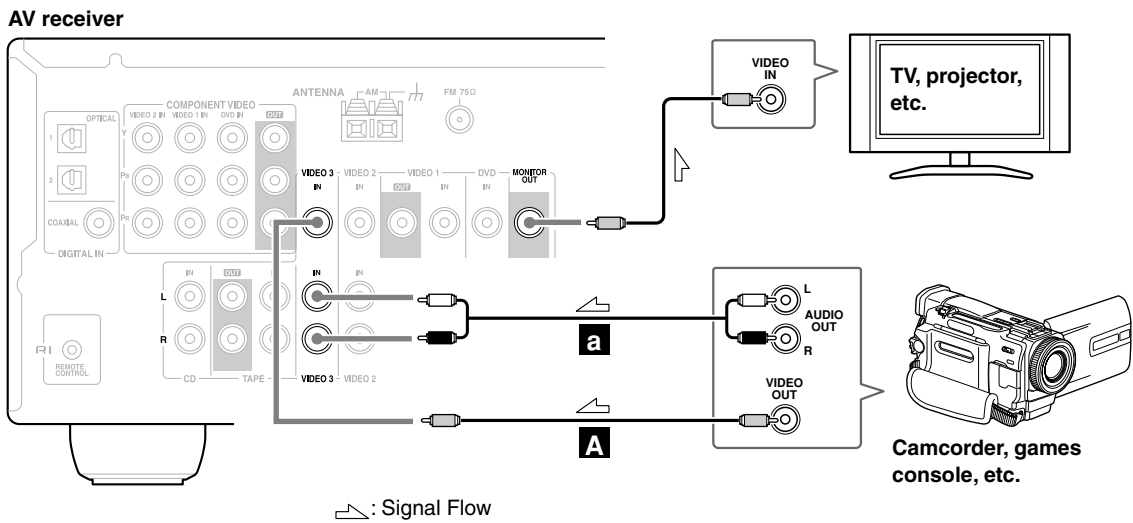 AV receiver
ANTENNA
AM
FM 75Ω
COMPONENT VIDEO
VIDEO 2 IN VIDEO 1 IN DVD IN OUT
OPTICAL
1
2
Y
PB
PR
COAXIAL
DIGITAL IN
VIDEO 3 VIDEO 2 VIDEO 1 DVD MONITOR OUT
IN IN OUT IN IN
IN OUT IN IN IN
L
R
CD TAPE VIDEO 3 VIDEO 2
RI
REMOTE
CONTROL
VIDEO
IN
TV, projector,
etc.
a
L
AUDIO
OUT
R
VIDEO
OUT
A
Camcorder, games
console, etc.
: Signal Flow